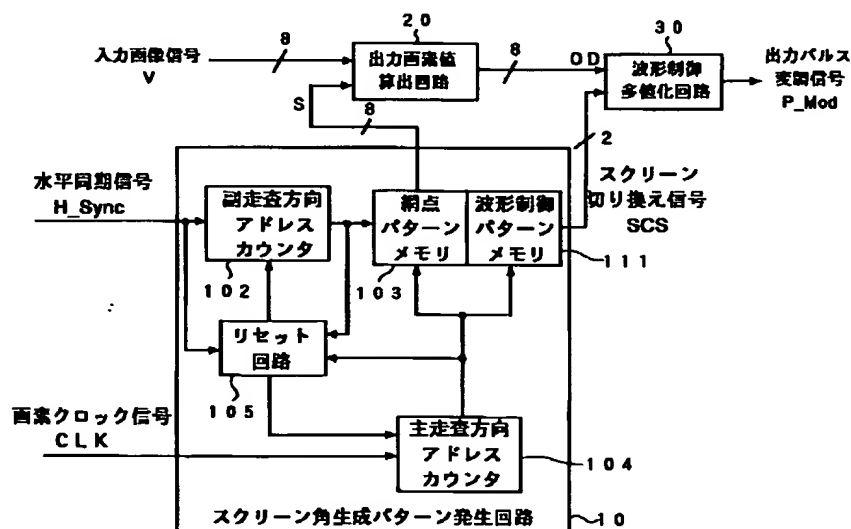 20
30
入力画像信号
V
8
出力画素値
算出回路
8
OD
波形制御
多値化回路
出力パルス
変調信号
P_Mod
S
8
2
水平同期信号
H_Sync
副走査方向
アドレス
カウンタ
網点
パターン
メモリ
波形制御
パターン
メモリ
スクリーン
切り換え信号
SCS
102
103
111
リセット
回路
105
画素クロック信号
CLK
主走査方向
アドレス
カウンタ
104
スクリーン角生成パターン発生回路
10